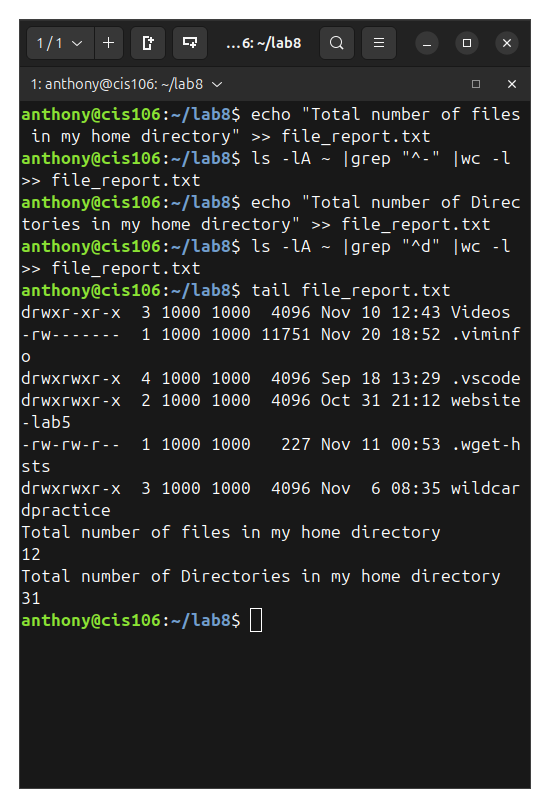 1 / 1
...6: ~/lab8
1: anthony@cis106: ~/lab8
anthony@cis106:~/lab8$ echo "Total number of files
 in my home directory" >> file_report.txt
anthony@cis106:~/lab8$ ls -lA ~ |grep "^-" |wc -l
>> file_report.txt
anthony@cis106:~/lab8$ echo "Total number of Direc
tories in my home directory" >> file_report.txt
anthony@cis106:~/lab8$ ls -lA ~ |grep "^d" |wc -l
>> file_report.txt
anthony@cis106:~/lab8$ tail file_report.txt
drwxr-xr-x  3 1000 1000  4096 Nov 10 12:43 Videos
-rw-------  1 1000 1000 11751 Nov 20 18:52 .viminf
o
drwxrwxr-x  4 1000 1000  4096 Sep 18 13:29 .vscode
drwxrwxr-x  2 1000 1000  4096 Oct 31 21:12 website
-lab5
-rw-rw-r--  1 1000 1000   227 Nov 11 00:53 .wget-h
sts
drwxrwxr-x  3 1000 1000  4096 Nov  6 08:35 wildcar
dpractice
Total number of files in my home directory
12
Total number of Directories in my home directory
31
anthony@cis106:~/lab8$